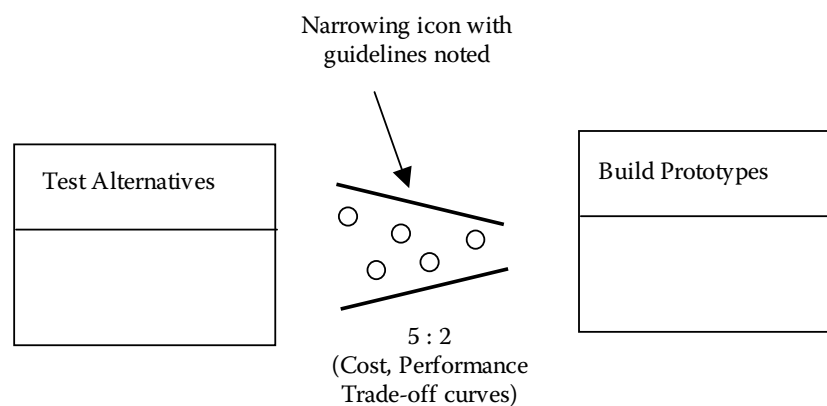 Narrowing icon with
guidelines noted
Test Alternatives
Build Prototypes
5 : 2
(Cost, Performance
Trade-off curves)